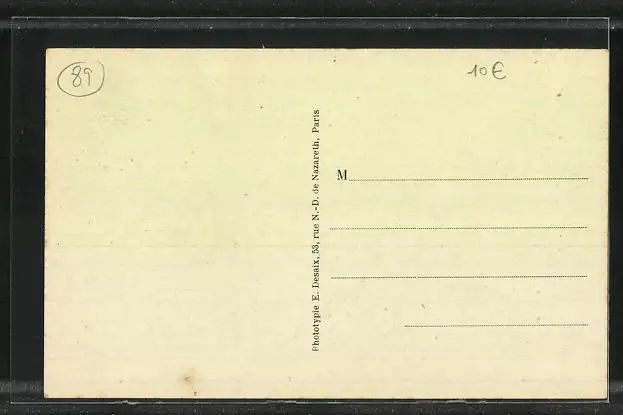 89
10€
Phototypie E. Desaix, 53, rue N.-D. de Nazareth, Paris
M